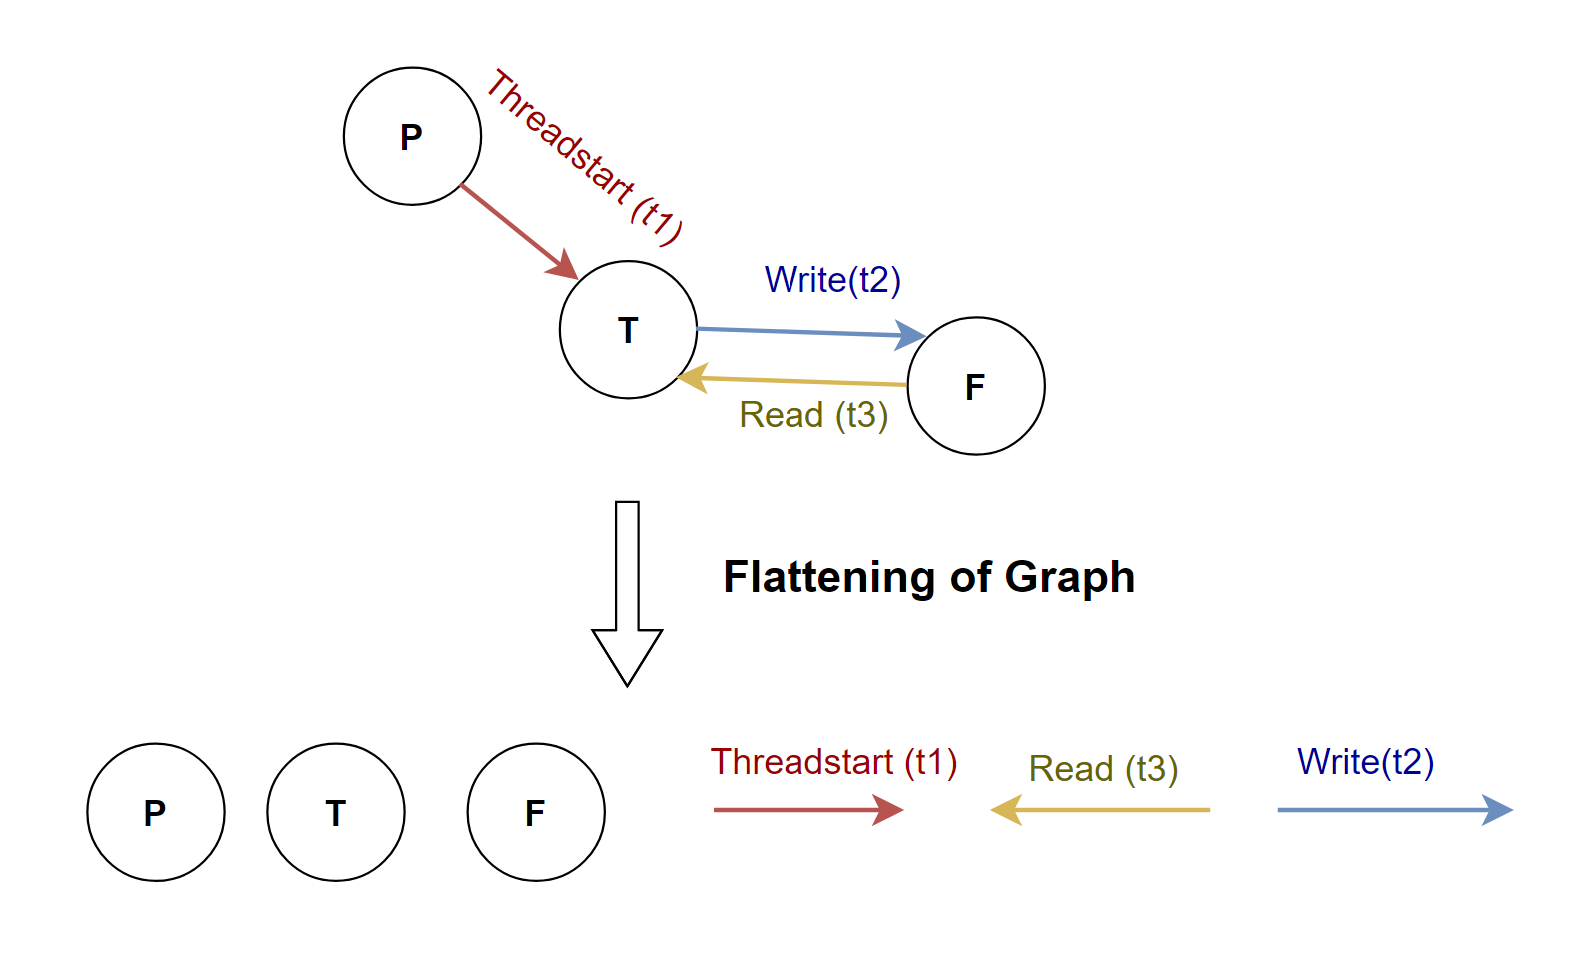 P
Threadstart (t1)
T
Write(t2)
F
Read (t3)
Flattening of Graph
P
T
F
Threadstart (t1)
Read (t3)
Write(t2)